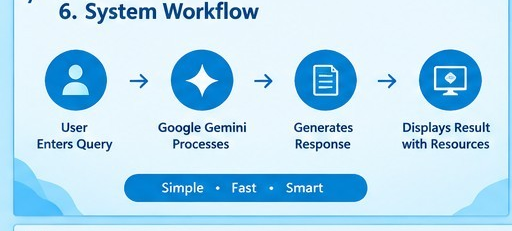 6. System Workflow
User
Enters Query
Google Gemini
Processes
Generates
Response
Displays Result
with Resources
Simple • Fast • Smart